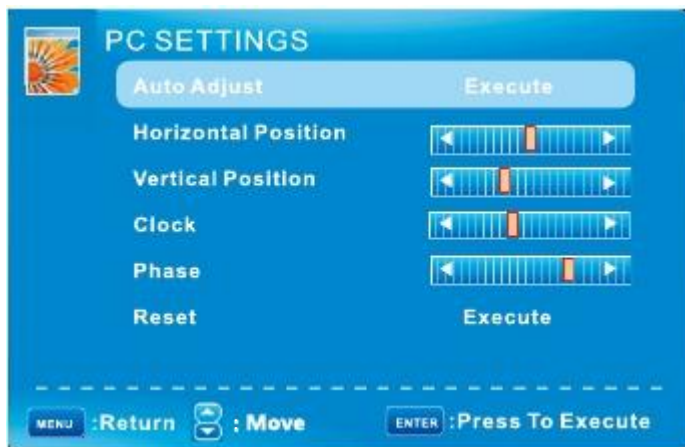 PC SETTINGS
Auto Adjust Execute
Horizontal Position
Vertical Position
Clock
Phase
Reset Execute
MENU :Return : Move ENTER :Press To Execute